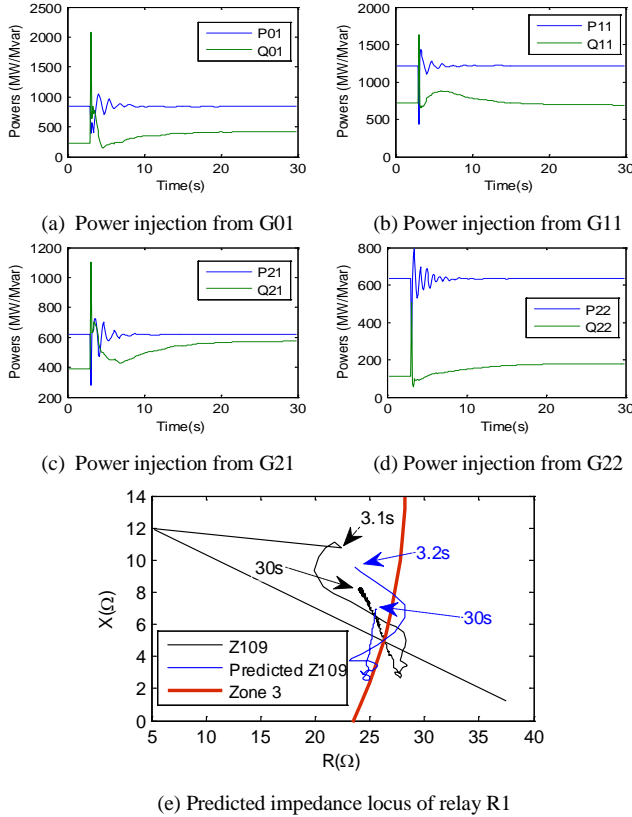 2500
2000
1500
1000
500
0
Powers (MW/Mvar)
P01
Q01
0 10 20 30
Time(s)
(a) Power injection from G01
2000
1600
1200
800
400
0
Powers (MW/Mvar)
P11
Q11
0 10 20 30
Time(s)
(b) Power injection from G11
1200
1000
800
600
400
200
Powers (MW/Mvar)
P21
Q21
0 10 20 30
Time(s)
(c) Power injection from G21
800
600
400
200
0
Powers (MW/Mvar)
P22
Q22
0 10 20 30
Time(s)
(d) Power injection from G22
14
12
10
8
6
4
2
0
X(Ω)
3.1s
3.2s
30s
30s
Z109
Predicted Z109
Zone 3
5 10 15 20 25 30 35 40
R(Ω)
(e) Predicted impedance locus of relay R1